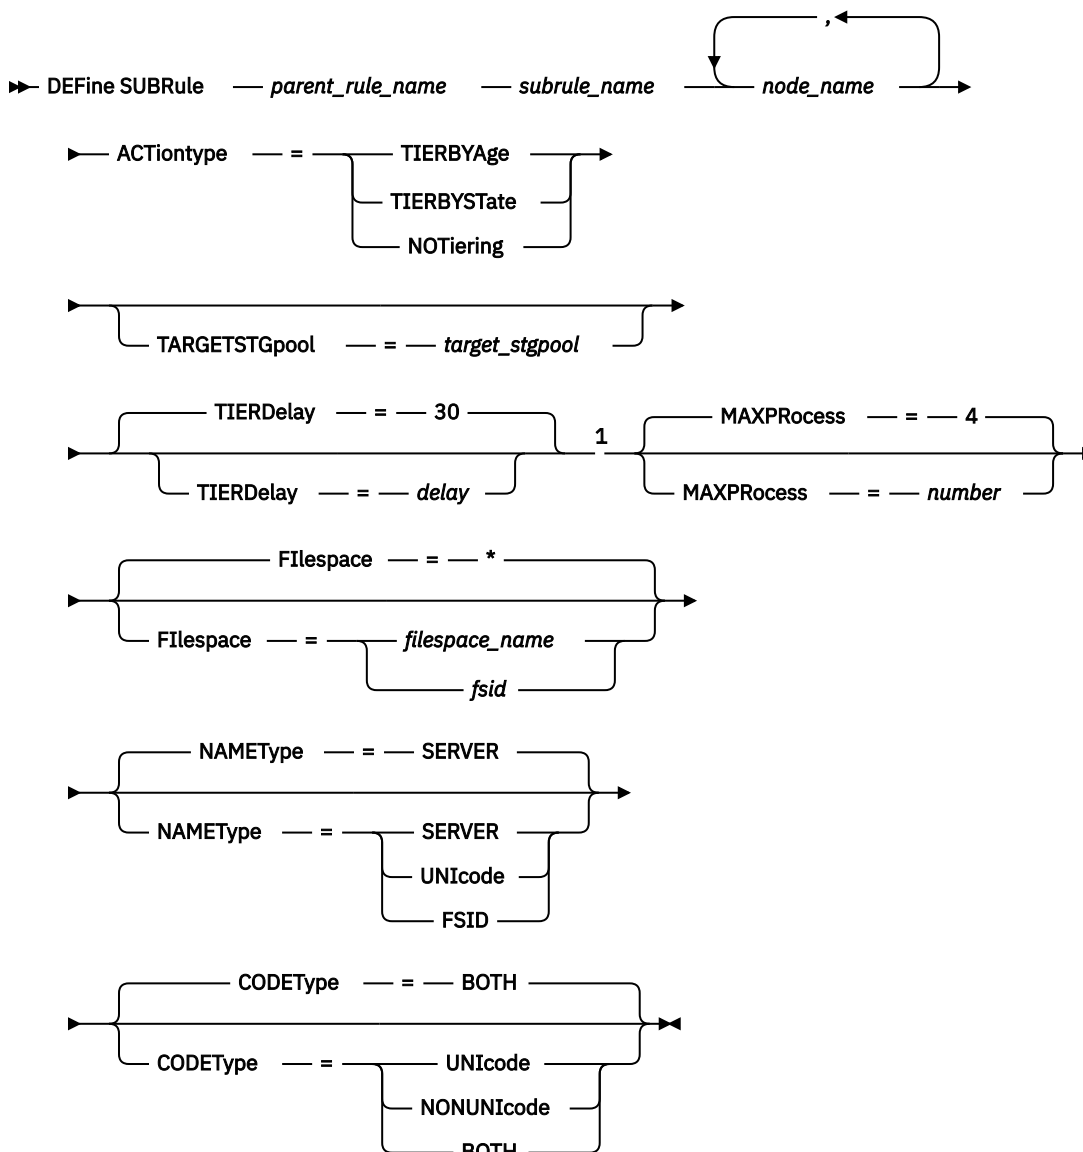 ,
DEFine SUBRule parent_rule_name subrule_name node_name
ACTiontype = TIERBYAge
TIERBYSTate
NOTiering
TARGETSTGpool = target_stgpool
TIERDelay = 30
1
MAXPRocess = 4
TIERDelay = delay
MAXPRocess = number
FIlespace = *
FIlespace = filespace_name
fsid
NAMEType = SERVER
NAMEType = SERVER
UNIcode
FSID
CODEType = BOTH
CODEType = UNIcode
NONUNIcode
BOTH